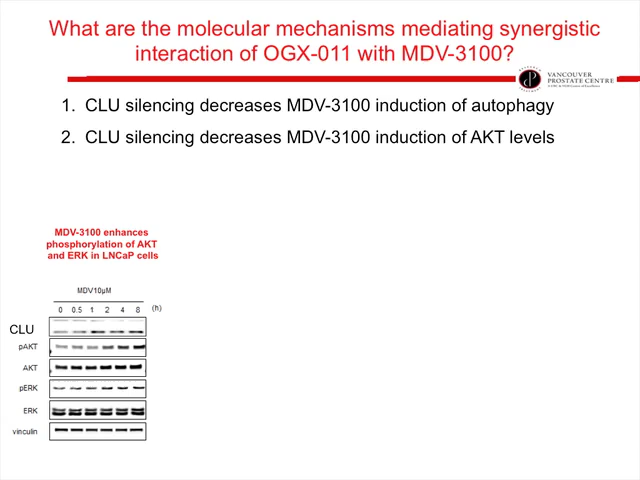 What are the molecular mechanisms mediating synergistic
interaction of OGX-011 with MDV-3100?
VANCOUVER
PROSTATE CENTRE
1. CLU silencing decreases MDV-3100 induction of autophagy
2. CLU silencing decreases MDV-3100 induction of AKT levels
MDV-3100 enhances
phosphorylation of AKT
and ERK in LNCaP cells
MDV10μM
0 0.5 1 2 4 8 (h)
CLU
pAKT
AKT
pERK
ERK
vinculin